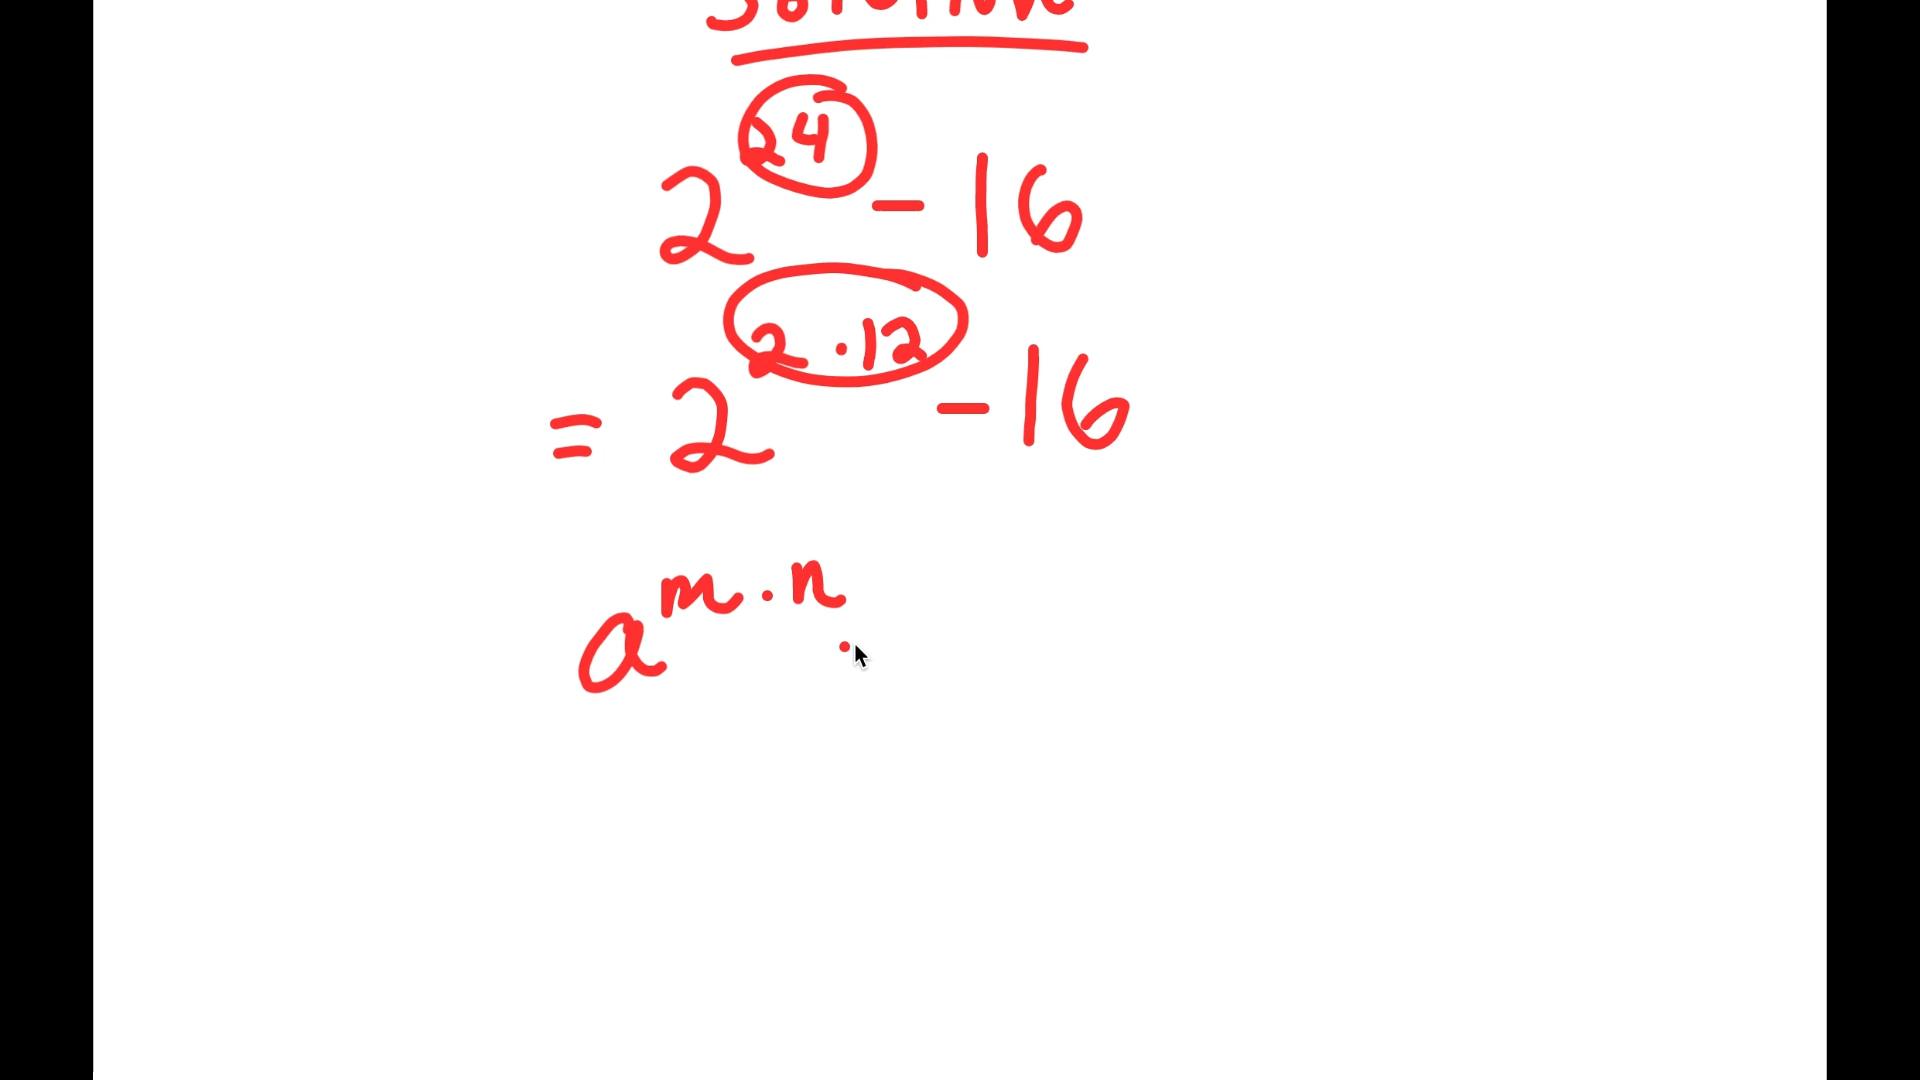 2^24 - 16
= 2^2·12 - 16
a^m·n